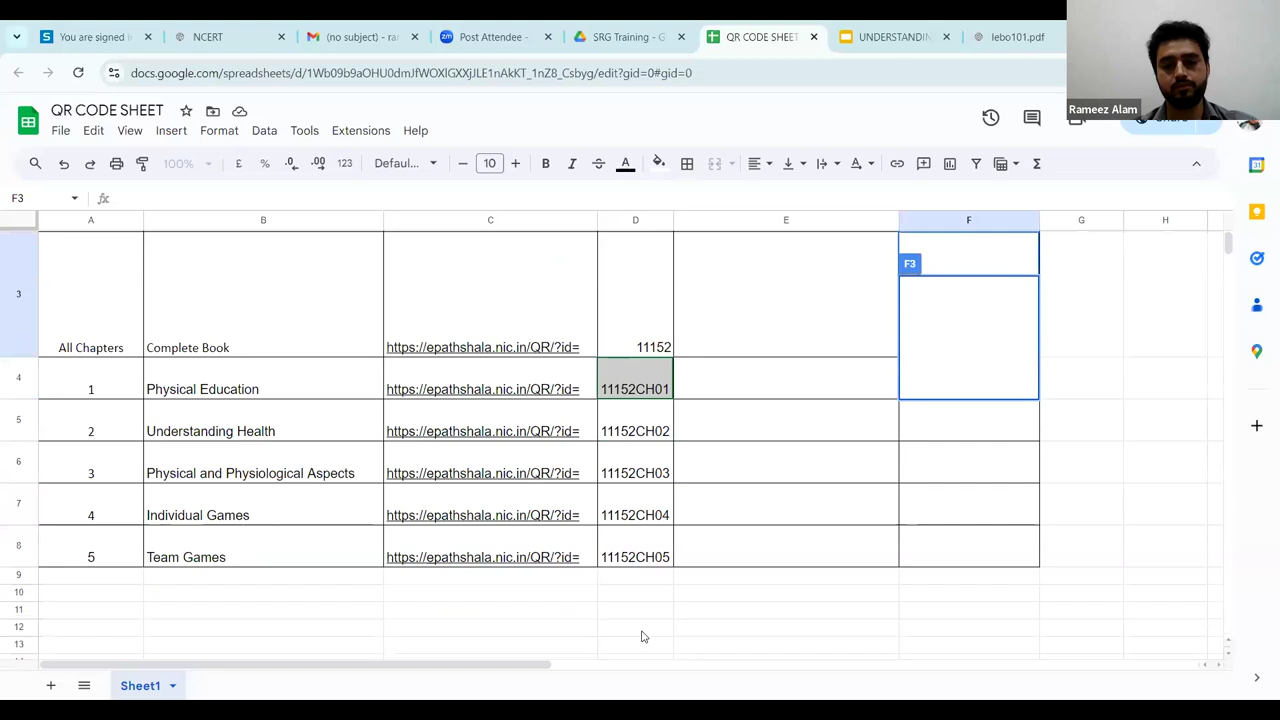 You are signed i
NCERT
(no subject) - ra
Post Attendee -
SRG Training - G
QR CODE SHEET
UNDERSTANDIN
lebo101.pdf
docs.google.com/spreadsheets/d/1Wb09b9aOHU0dmJfWOXlGXXjJLE1nAkKT_1nZ8_Csbyg/edit?gid=0#gid=0
Rameez Alam
QR CODE SHEET
Share
File Edit View Insert Format Data Tools Extensions Help
100% £ % .0 .00 123 Defaul... 10 B I S A
F3 fx
A B C D E F G H
3 All Chapters Complete Book https://epathshala.nic.in/QR/?id= 11152
F3
4 1 Physical Education https://epathshala.nic.in/QR/?id= 11152CH01
5 2 Understanding Health https://epathshala.nic.in/QR/?id= 11152CH02
6 3 Physical and Physiological Aspects https://epathshala.nic.in/QR/?id= 11152CH03
7 4 Individual Games https://epathshala.nic.in/QR/?id= 11152CH04
8 5 Team Games https://epathshala.nic.in/QR/?id= 11152CH05
9
10
11
12
13
Sheet1